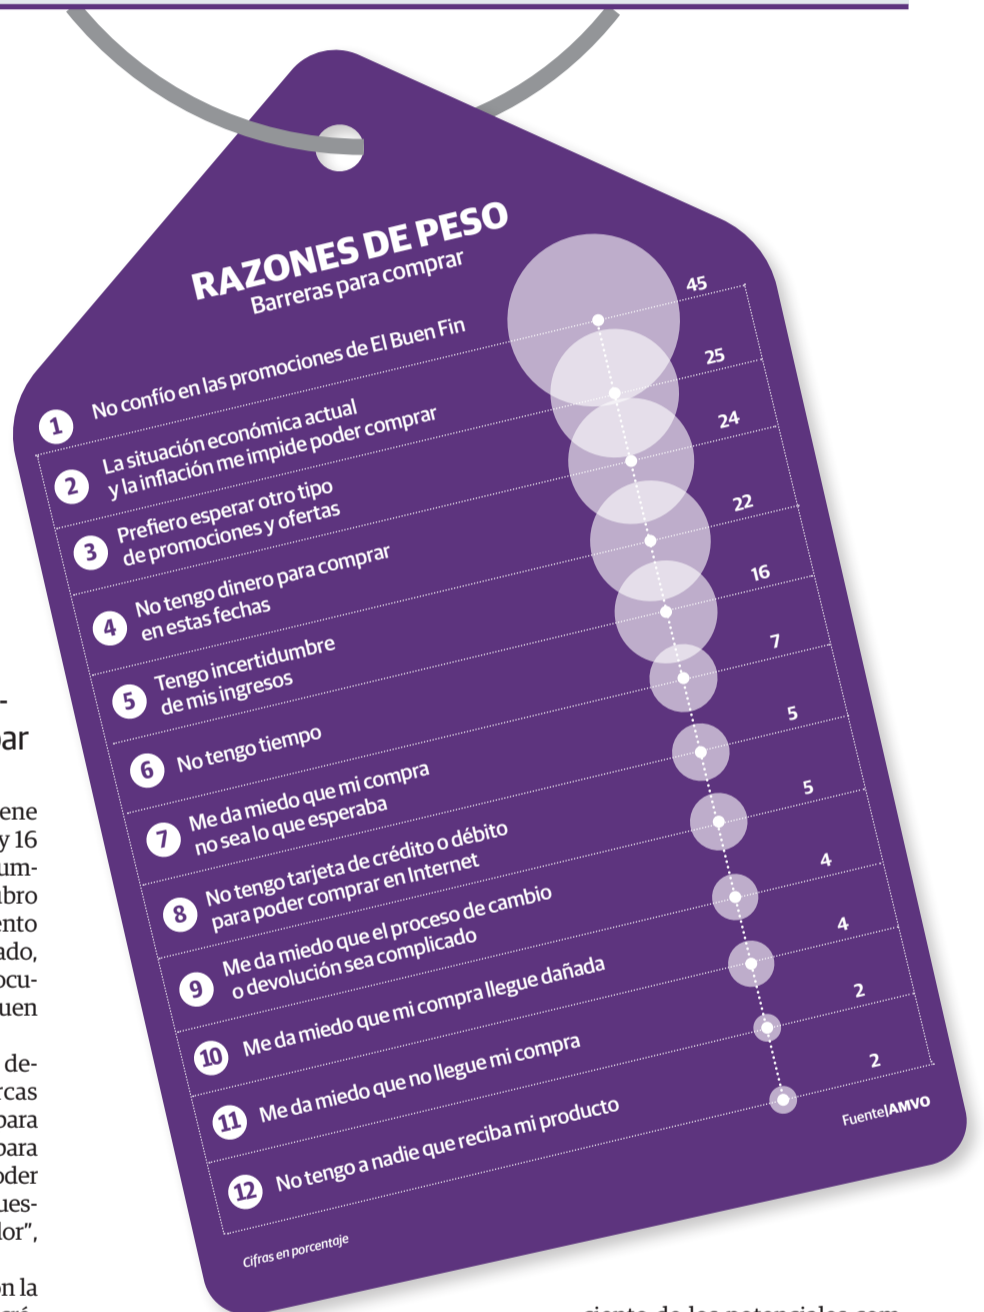 RAZONES DE PESO
Barreras para comprar
1 No confío en las promociones de El Buen Fin 45
2 La situación económica actual
y la inflación me impide poder comprar 25
3 Prefiero esperar otro tipo
de promociones y ofertas 24
4 No tengo dinero para comprar
en estas fechas 22
5 Tengo incertidumbre
de mis ingresos 16
6 No tengo tiempo 7
7 Me da miedo que mi compra
no sea lo que esperaba 5
8 No tengo tarjeta de crédito o débito
para poder comprar en Internet 5
9 Me da miedo que el proceso de cambio
o devolución sea complicado 4
10 Me da miedo que mi compra llegue dañada 4
11 Me da miedo que no llegue mi compra 2
12 No tengo a nadie que reciba mi producto 2
Fuente|AMVO
Cifras en porcentaje
-
ar
ene
y 16
um-
bro
ento
ado,
ocu-
uen
de-
rcas
para
para
oder
ues-
lor”,
on la